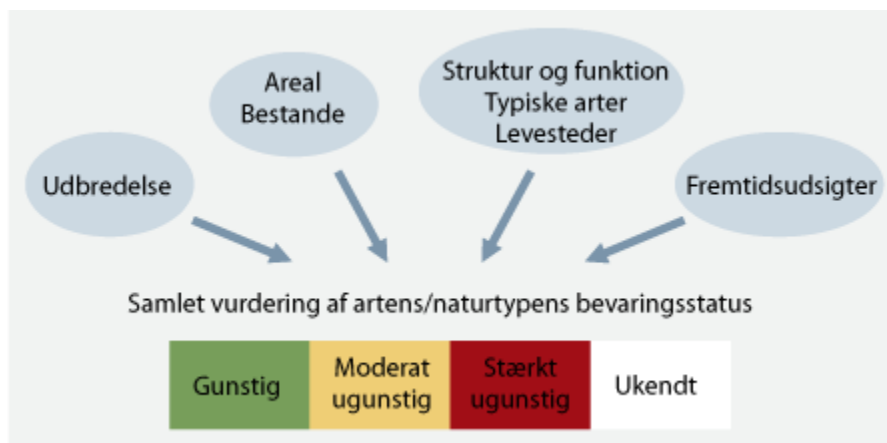 Udbredelse
Areal
Bestande
Struktur og funktion
Typiske arter
Levesteder
Fremtidsudsigter
Samlet vurdering af artens/naturtypens bevaringsstatus
Gunstig
Moderat
ugunstig
Stærkt
ugunstig
Ukendt